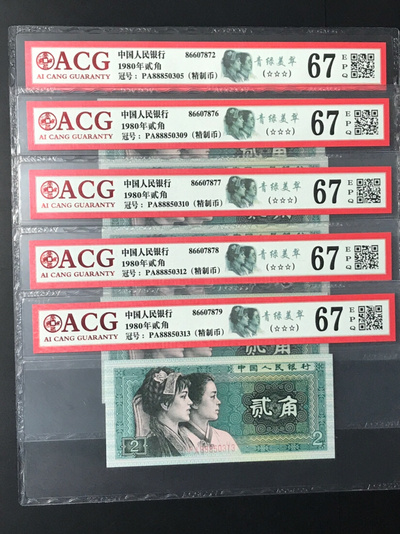 ACG
AI CANG GUARANTY
中国人民银行 86607872
1980年贰角
冠号：PA88850305（精制币）
青绿美翠
(☆☆☆)
67
EPQ
ACG
AI CANG GUARANTY
中国人民银行 86607876
1980年贰角
冠号：PA88850309（精制币）
青绿美翠
(☆☆☆)
67
EPQ
贰角
ACG
AI CANG GUARANTY
中国人民银行 86607877
1980年贰角
冠号：PA88850310（精制币）
青绿美翠
(☆☆☆)
67
EPQ
ACG
AI CANG GUARANTY
中国人民银行 86607878
1980年贰角
冠号：PA88850312（精制币）
青绿美翠
(☆☆☆)
67
EPQ
ACG
AI CANG GUARANTY
中国人民银行 86607879
1980年贰角
冠号：PA88850313（精制币）
青绿美翠
(☆☆☆)
67
EPQ
中国人民银行
贰角
2
2